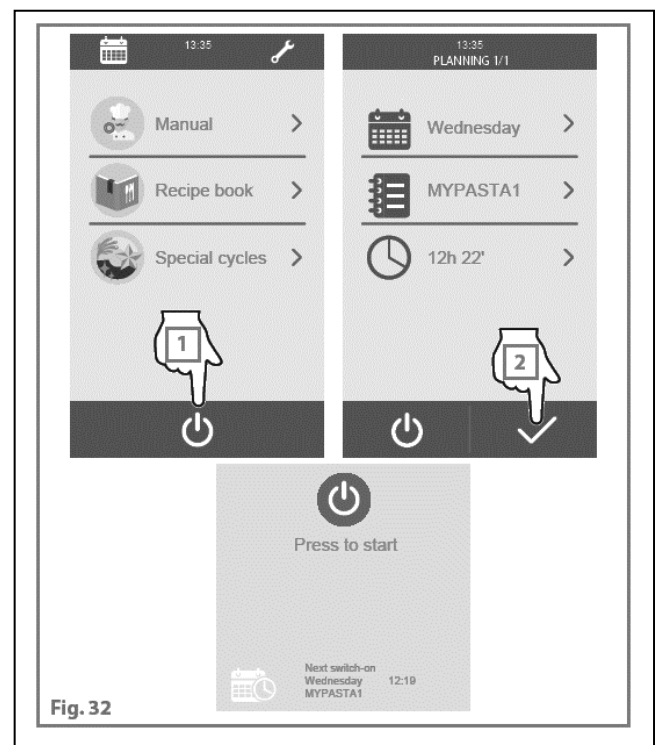 13:35
Manual
Recipe book
Special cycles
1
13:35
PLANNING 1/1
Wednesday
MYPASTA1
12h 22'
2
Press to start
Next switch-on
Wednesday 12:19
MYPASTA1
Fig. 32